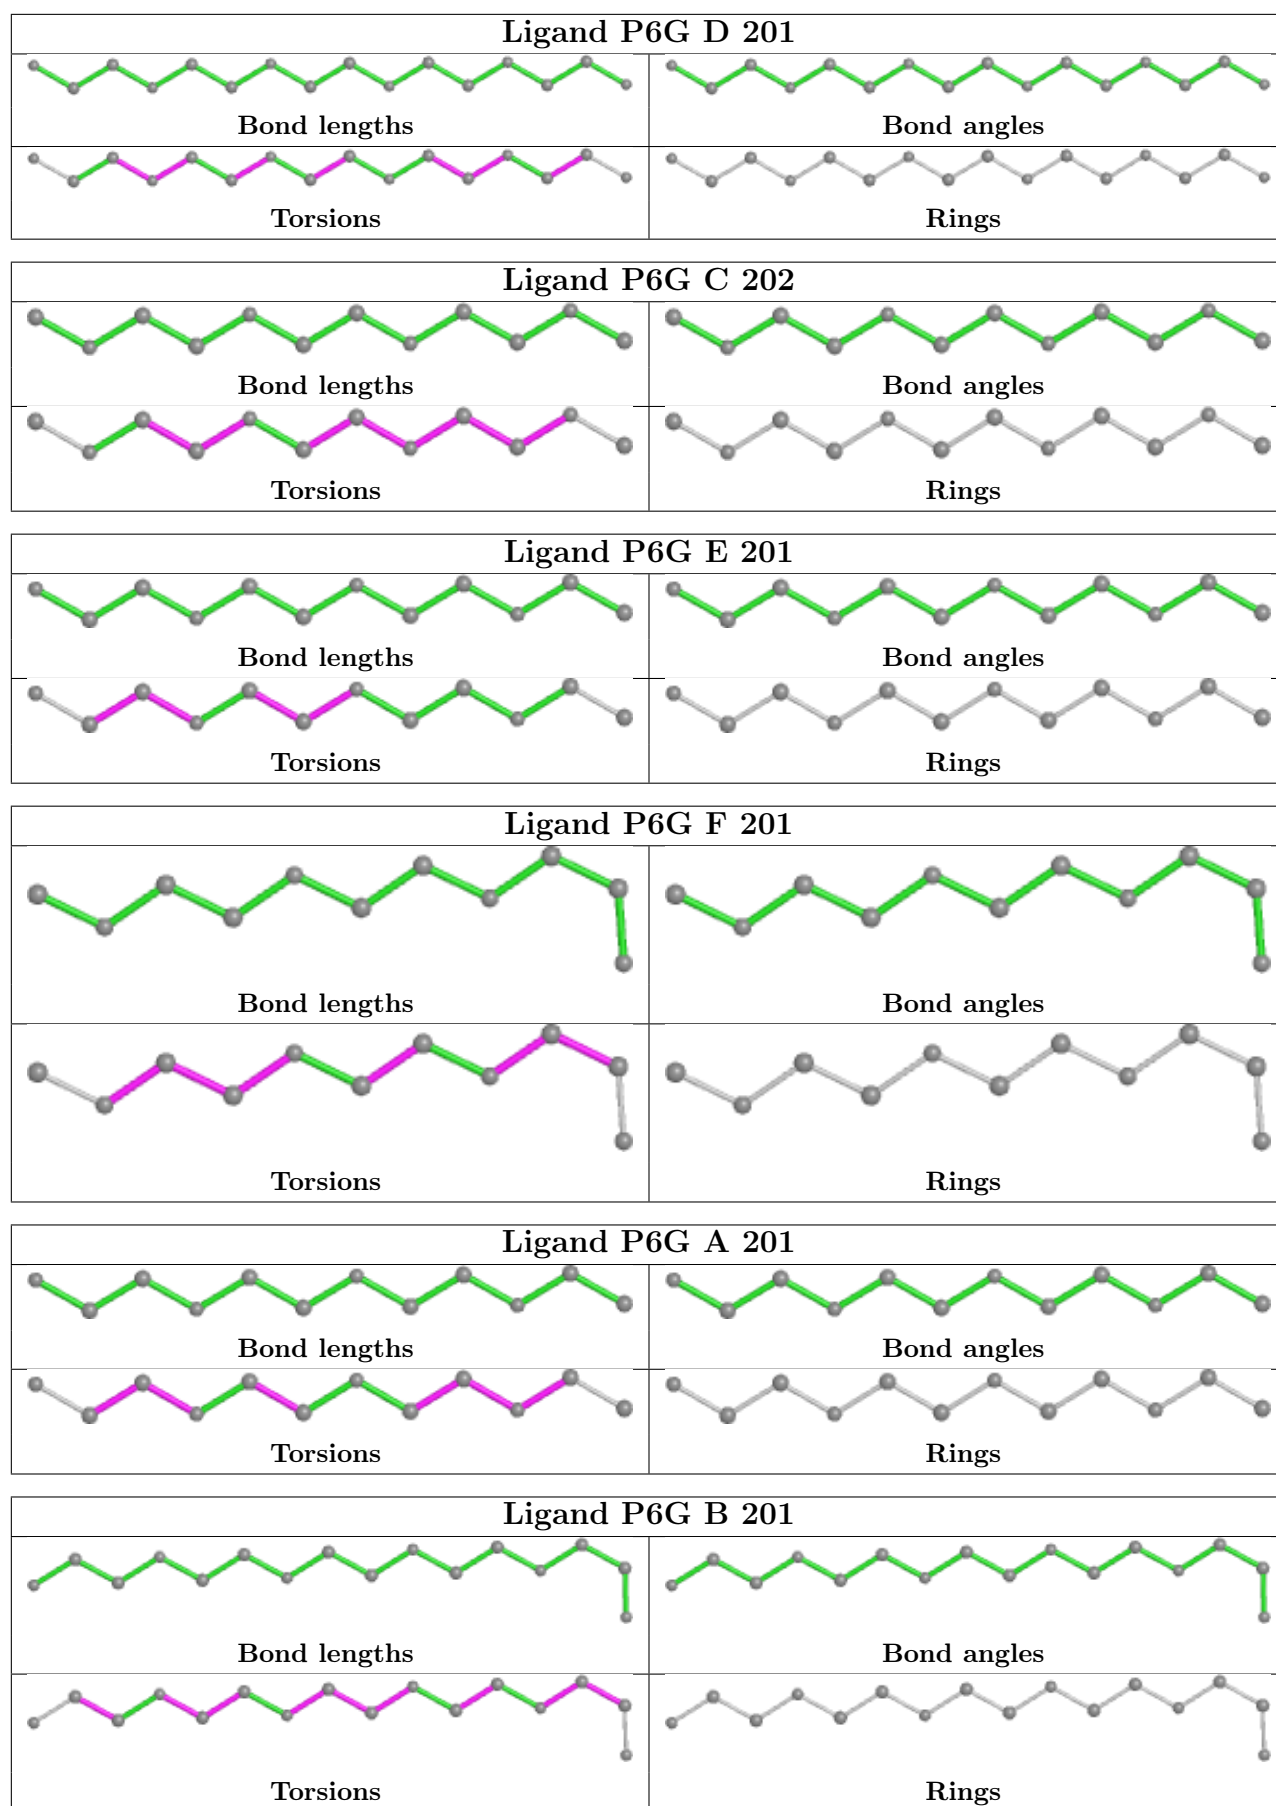 Ligand P6G D 201
Bond lengths Bond angles
Torsions Rings
Ligand P6G C 202
Bond lengths Bond angles
Torsions Rings
Ligand P6G E 201
Bond lengths Bond angles
Torsions Rings
Ligand P6G F 201
Bond lengths Bond angles
Torsions Rings
Ligand P6G A 201
Bond lengths Bond angles
Torsions Rings
Ligand P6G B 201
Bond lengths Bond angles
Torsions Rings